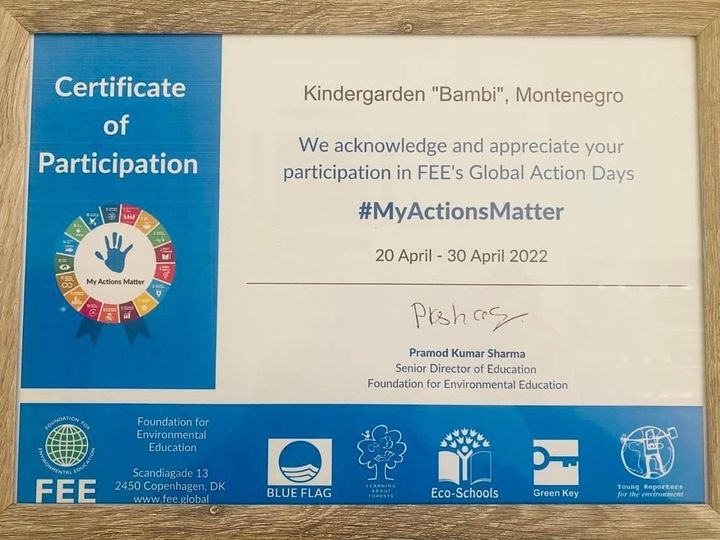 Certificate
of
Participation
My Actions Matter
Kindergarden "Bambi", Montenegro
We acknowledge and appreciate your
participation in FEE's Global Action Days
#MyActionsMatter
20 April - 30 April 2022
Pramod Kumar Sharma
Senior Director of Education
Foundation for Environmental Education
FOUNDATION FOR
ENVIRONMENTAL EDUCATION
FEE
Foundation for
Environmental
Education
Scandiagade 13
2450 Copenhagen, DK
www.fee.global
BLUE FLAG
LEARNING
ABOUT
FORESTS
Eco-Schools
Green Key
Young Reporters
for the environment